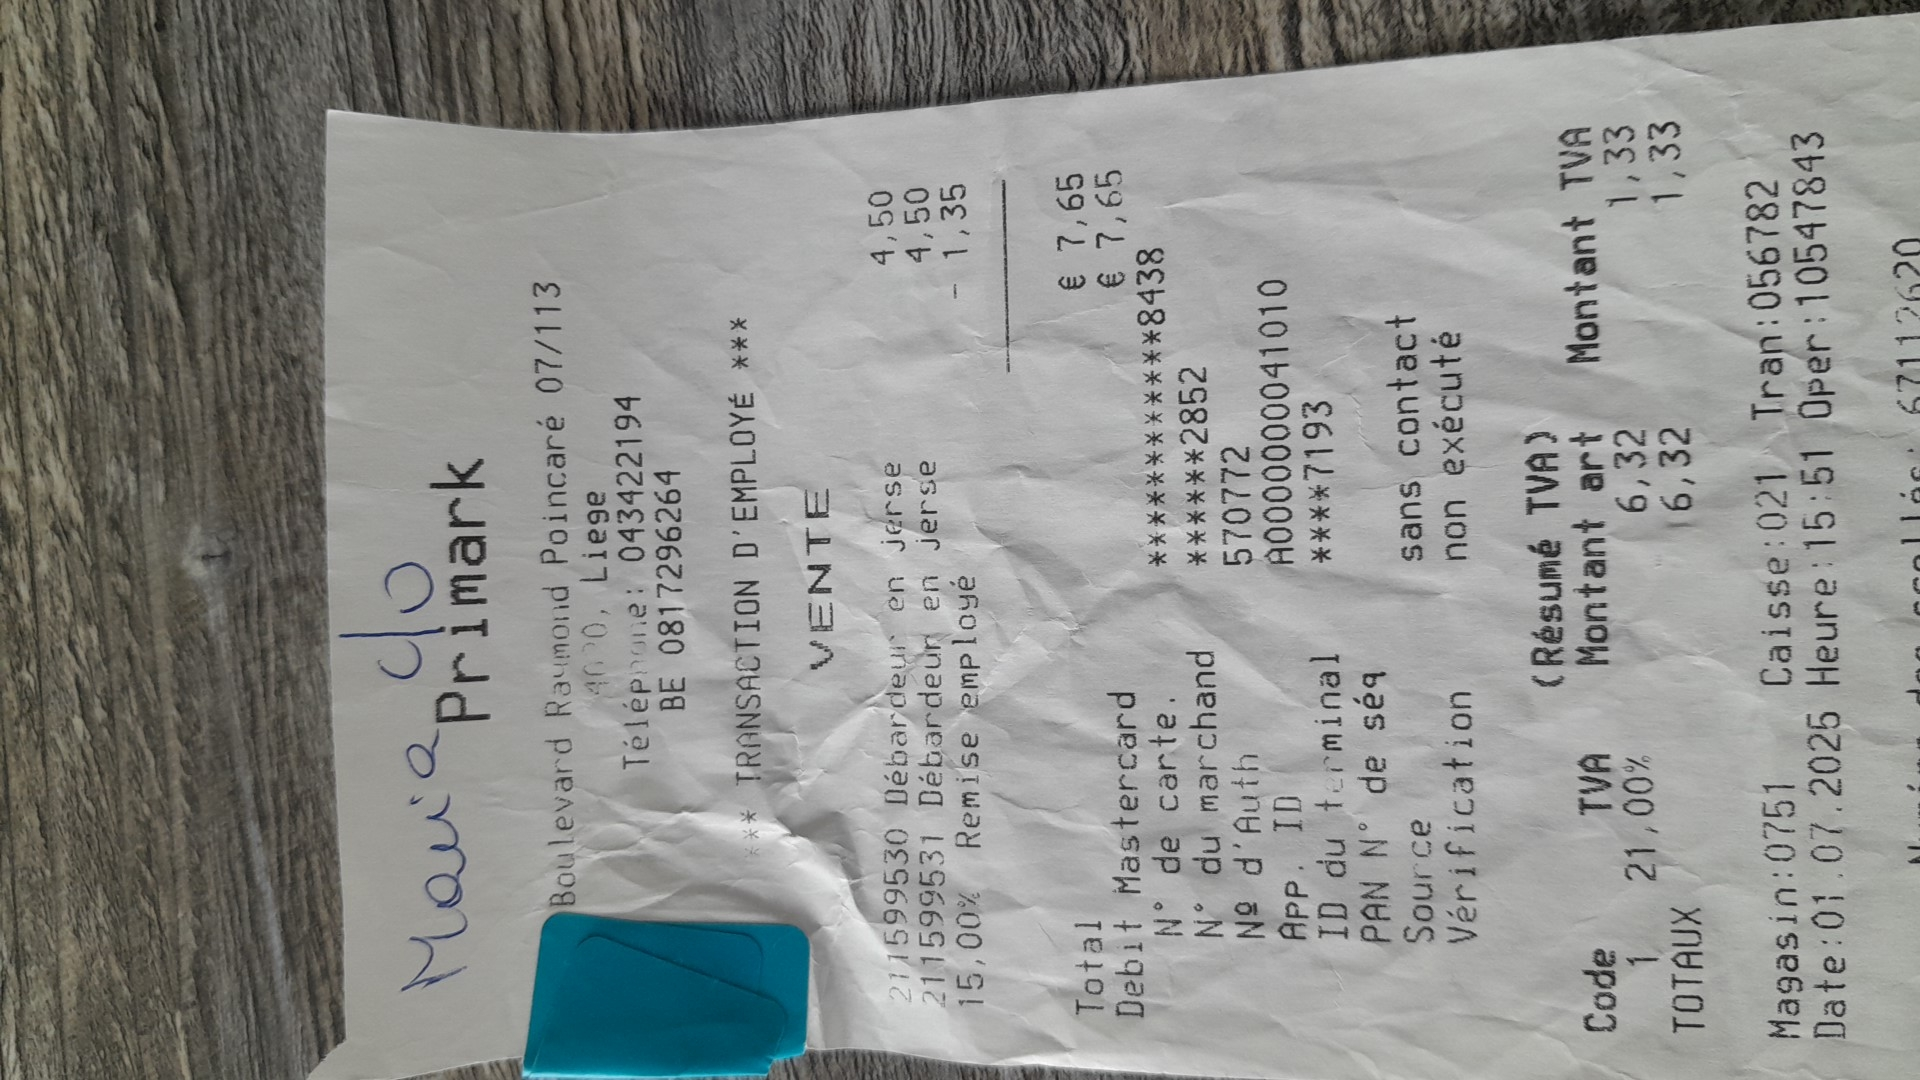 Maria c/o
Primark
Boulevard Raymond Poincaré 07/113
4020, Liege
Téléphone: 043422194
BE 0817296264
*** TRANSACTION D'EMPLOYÉ ***
VENTE
211599530 Débardeur en jerse 4,50
211599531 Débardeur en jerse 4,50
15,00% Remise employé - 1,35
Total € 7,65
Debit Mastercard € 7,65
N° de carte. ************8438
N° du marchand ******2852
Nº d'Auth 570772
App. ID A0000000041010
ID du terminal ****7193
PAN N° de séq
Source sans contact
Vérification non exécuté
(Résumé TVA)
Code TVA Montant art Montant TVA
1 21,00% 6,32 1,33
TOTAUX 6,32 1,33
Magasin:0751 Caisse:021 Tran:056782
Date:01.07.2025 Heure:15:51 Oper:10547843